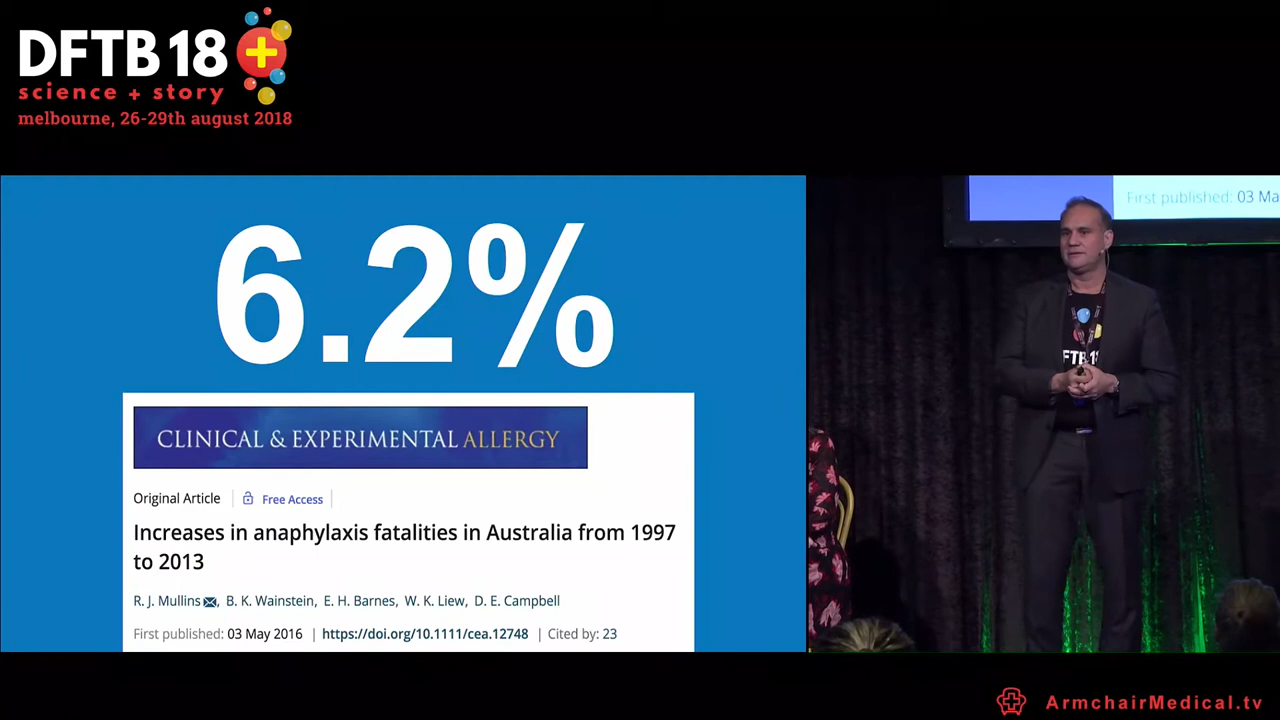 DFTB 18
science + story
melbourne, 26-29th august 2018
6.2%
CLINICAL & EXPERIMENTAL ALLERGY
Original Article | Free Access |
Increases in anaphylaxis fatalities in Australia from 1997
to 2013
R. J. Mullins, B. K. Wainstein, E. H. Barnes, W. K. Liew, D. E. Campbell
First published: 03 May 2016 | https://doi.org/10.1111/cea.12748 | Cited by: 23
First published: 03 Ma
FTB 18
ArmchairMedical.tv